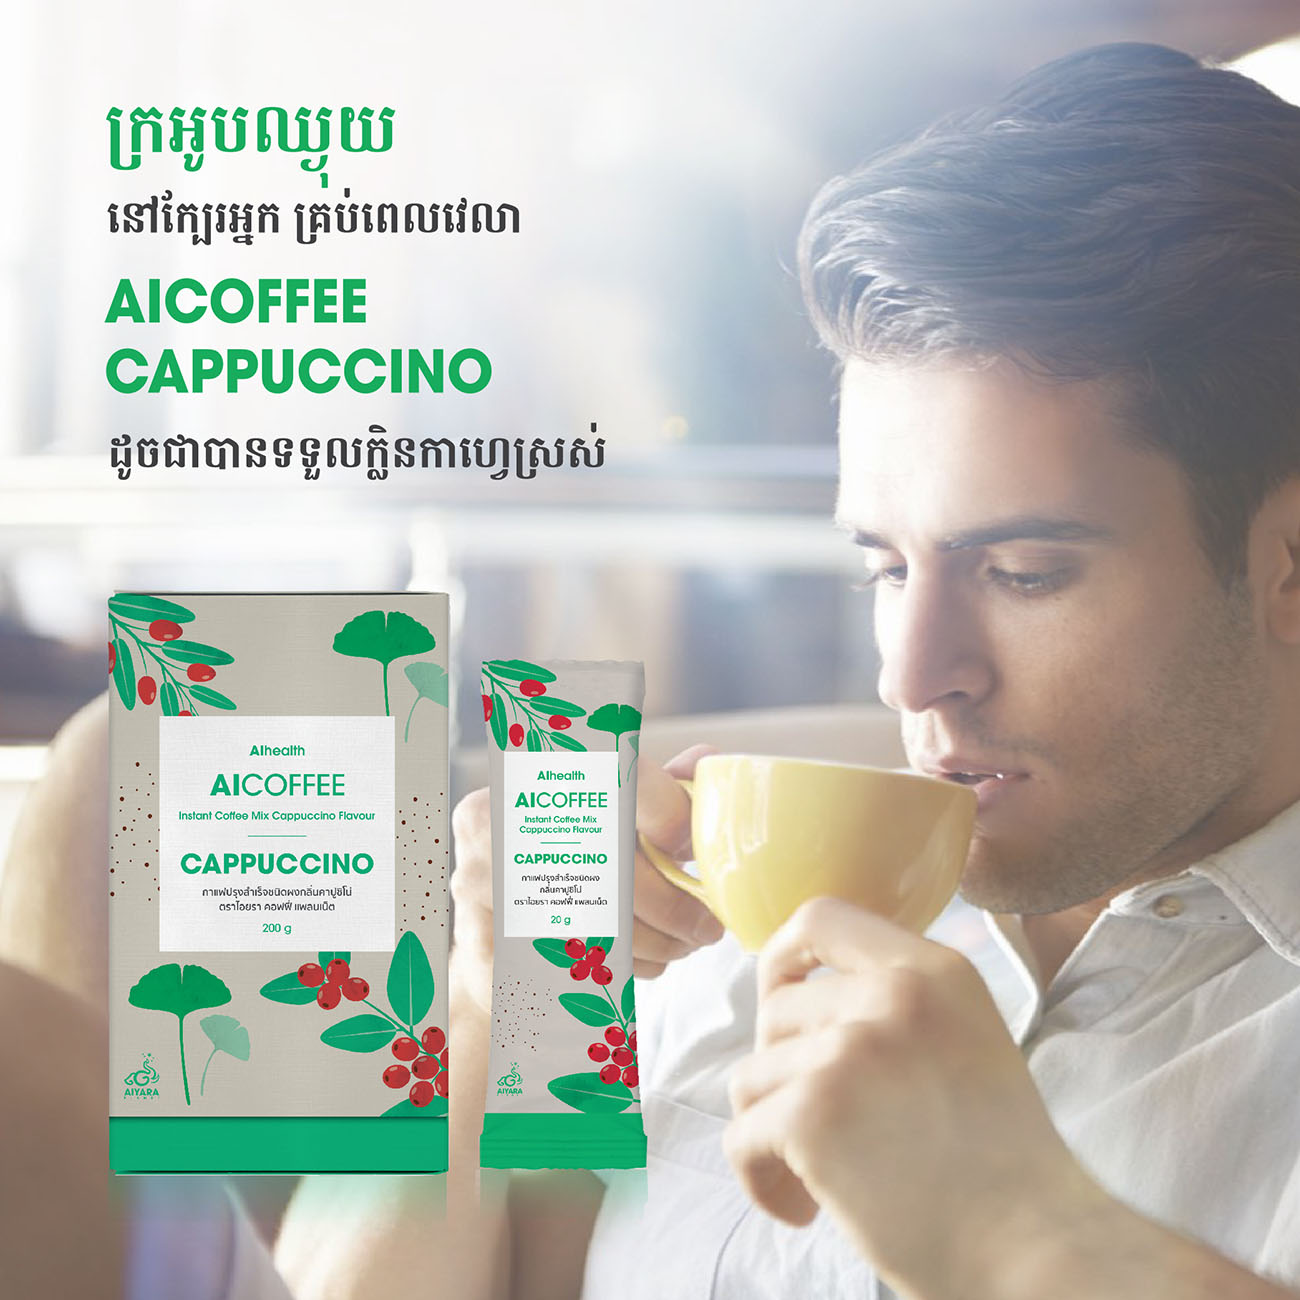 ក្រអូបឈ្ងុយ
នៅក្បែរអ្នក គ្រប់ពេលវេលា
AICOFFEE
CAPPUCCINO
ដូចជាបានទទួលក្លិនកាហ្វេស្រស់
AIhealth
AICOFFEE
Instant Coffee Mix Cappuccino Flavour
CAPPUCCINO
กาแฟปรุงสำเร็จชนิดผงกลิ่นคาปูชิโน่
ตราไอยรา คอฟฟี่ แพลนเน็ต
200 g
AIYARA
PLANET
AIhealth
AICOFFEE
Instant Coffee Mix
Cappuccino Flavour
CAPPUCCINO
กาแฟปรุงสำเร็จชนิดผง
กลิ่นคาปูชิโน่
ตราไอยรา คอฟฟี่ แพลนเน็ต
20 g
AIYARA